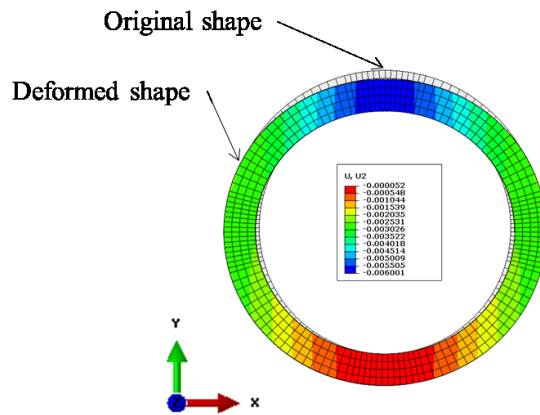 Original shape
Deformed shape
U, U2
-0.000052
-0.000548
-0.001044
-0.001539
-0.002035
-0.002531
-0.003026
-0.003522
-0.004018
-0.004514
-0.005009
-0.005505
-0.006001
Y
Z
X